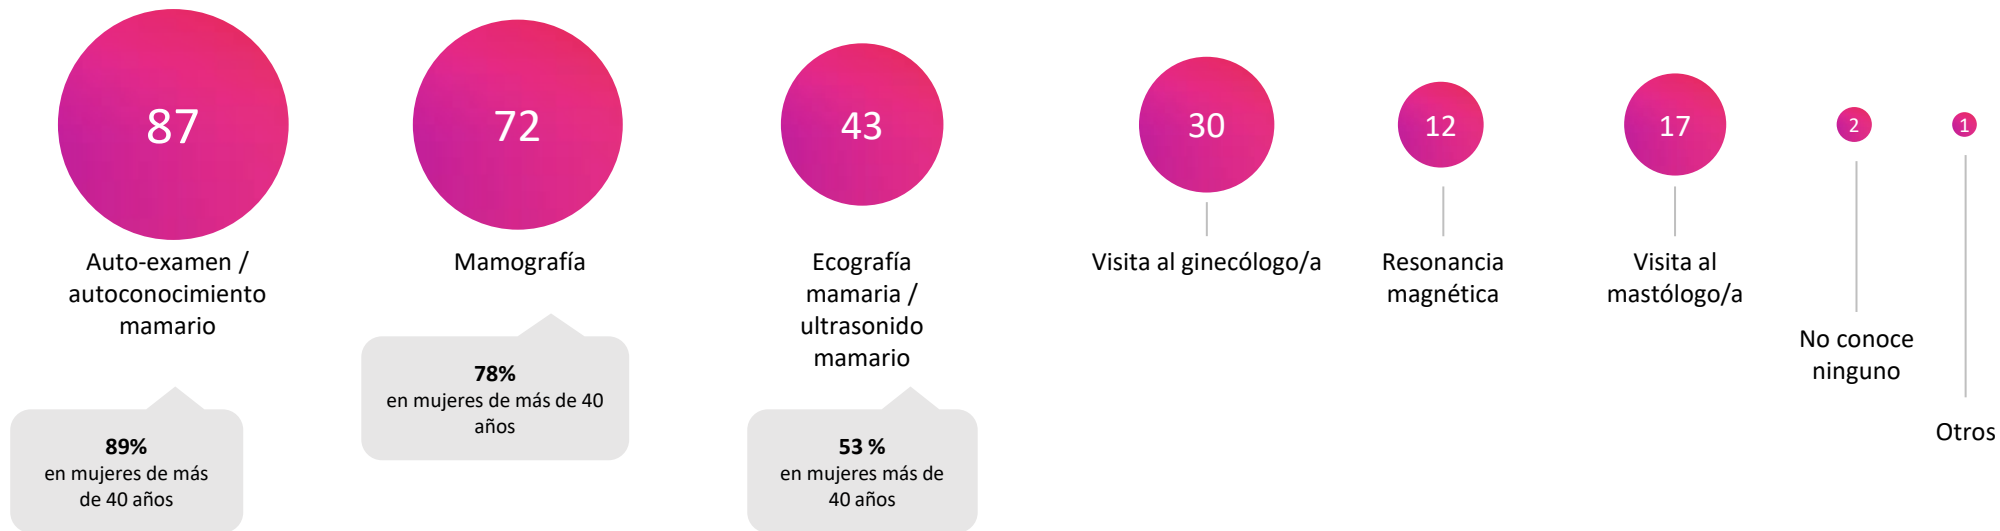 87
72
43
30
12
17
2
1
Auto-examen /
autoconocimiento
mamario
Mamografía
Ecografía
mamaria /
ultrasonido
mamario
Visita al ginecólogo/a
Resonancia
magnética
Visita al
mastólogo/a
No conoce
ninguno
Otros
89%
en mujeres de más
de 40 años
78%
en mujeres de más de 40
años
53 %
en mujeres más de
40 años